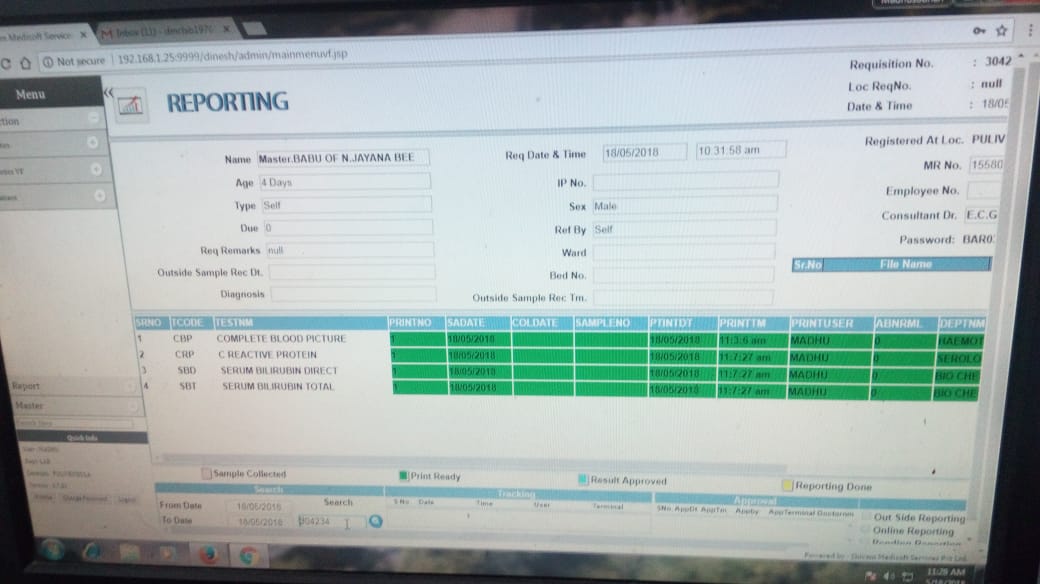 Medisoft Service
Inbox (11) -
Not secure 192.168.1.25:9999/dinesh/admin/mainmenuvf.jsp
Menu
REPORTING
Requisition No. : 3042
Loc ReqNo. : null
Date & Time : 18/05
Registered At Loc. PULIV
MR No. 15580
Employee No.
Consultant Dr. E.C.G
Password: BAR0
Name Master.BABU OF N.JAYANA BEE
Age 4 Days
Type Self
Due 0
Req Remarks null
Outside Sample Rec Dt.
Diagnosis
Req Date & Time 18/05/2018 10:31:58 am
IP No.
Sex Male
Ref By Self
Ward
Bed No.
Outside Sample Rec Tm.
Sr.No File Name
SRNO TCODE TESTNM PRINTNO SADATE COLDATE SAMPLENO PTINTDT PRINTTM PRINTUSER ABNRML DEPTNM
1 CBP COMPLETE BLOOD PICTURE 1 18/05/2018 18/05/2018 11:3:6 am MADHU 0 HAEMOT
2 CRP C REACTIVE PROTEIN 1 18/05/2018 18/05/2018 11:7:27 am MADHU 0 SEROLO
3 SBD SERUM BILIRUBIN DIRECT 1 18/05/2018 18/05/2018 11:7:27 am MADHU 0 BIO CHE
4 SBT SERUM BILIRUBIN TOTAL 1 18/05/2018 18/05/2018 11:7:27 am MADHU 0 BIO CHE
Report
Master
Quick Info
Change Password Logout
Sample Collected Print Ready Result Approved Reporting Done
Search Tracking Approval
From Date 18/05/2018 Search
To Date 18/05/2018 304234
S.No. Date Time User Terminal
SNo. AppDt AppTm Appby AppTerminal
Out Side Reporting
Online Reporting
Pending Reporting
Powered by Medisoft Services Pvt Ltd.
11:29 AM
5/18/2018